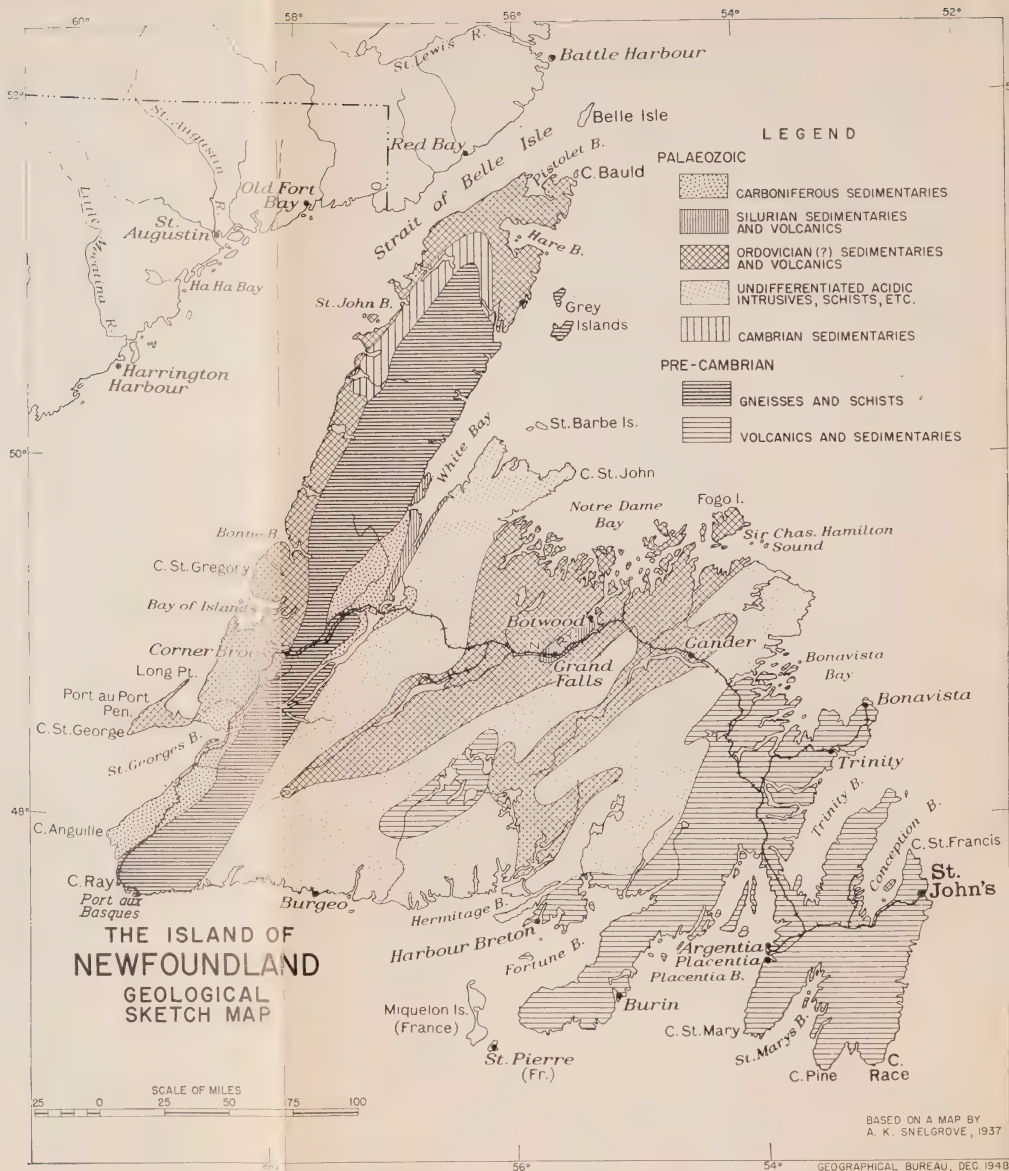 60°
58°
56°
54°
52°
St. Lewis R.
Battle Harbour
52°
St. Augustin
R.
Belle Isle
Red Bay
Strait of Belle Isle
Pistolet B.
C. Bauld
Old Fort
Bay
St.
Augustin
Hare B.
Ha Ha Bay
St. John B.
Grey
Islands
Harrington
Harbour
LEGEND
PALAEOZOIC
CARBONIFEROUS SEDIMENTARIES
SILURIAN SEDIMENTARIES
AND VOLCANICS
ORDOVICIAN (?) SEDIMENTARIES
AND VOLCANICS
UNDIFFERENTIATED ACIDIC
INTRUSIVES, SCHISTS, ETC.
CAMBRIAN SEDIMENTARIES
PRE-CAMBRIAN
GNEISSES AND SCHISTS
VOLCANICS AND SEDIMENTARIES
50°
St. Barbe Is.
White Bay
C. St. John
Notre Dame
Bay
Fogo I.
Sir Chas. Hamilton
Sound
Bonne B.
C. St. Gregory
Bay of Islands
Botwood
Corner Brook
Grand
Falls
Gander
Bonavista
Bay
Long Pt.
Port au Port
Pen.
C. St. George
St. Georges B.
Bonavista
Trinity
Trinity B.
48°
C. Anguille
Conception B.
C. St. Francis
St.
John's
C. Ray
Port aux
Basques
Burgeo
Hermitage B.
Harbour Breton
Fortune B.
Argentia
Placentia
Placentia B.
THE ISLAND OF
NEWFOUNDLAND
GEOLOGICAL
SKETCH MAP
Miquelon Is.
(France)
Burin
C. St. Mary
St. Marys B.
St. Pierre
(Fr.)
C. Pine
C.
Race
SCALE OF MILES
25 0 25 50 75 100
BASED ON A MAP BY
A. K. SNELGROVE, 1937
56°
54°
GEOGRAPHICAL BUREAU, DEC. 1948